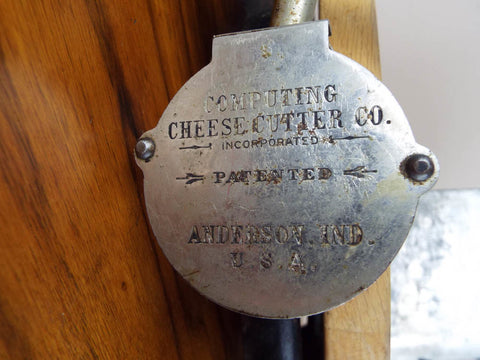 COMPUTING
CHEESE CUTTER CO.
INCORPORATED
PATENTED
ANDERSON, IND.
U.S.A.